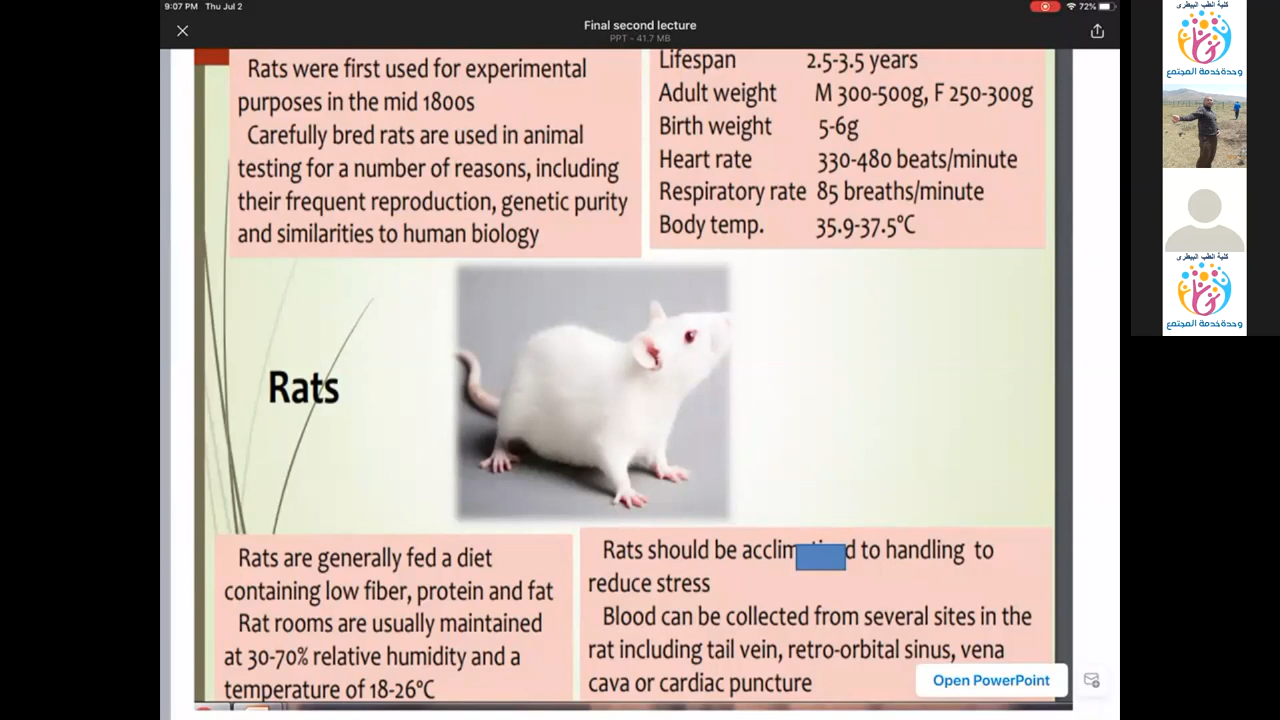 9:07 PM Thu Jul 2
72%
Final second lecture
PPT - 41.7 MB
Rats were first used for experimental
purposes in the mid 1800s
Carefully bred rats are used in animal
testing for a number of reasons, including
their frequent reproduction, genetic purity
and similarities to human biology
Lifespan 2.5-3.5 years
Adult weight M 300-500g, F 250-300g
Birth weight 5-6g
Heart rate 330-480 beats/minute
Respiratory rate 85 breaths/minute
Body temp. 35.9-37.5°C
Rats
Rats are generally fed a diet
containing low fiber, protein and fat
Rat rooms are usually maintained
at 30-70% relative humidity and a
temperature of 18-26°C
Rats should be to handling to
reduce stress
Blood can be collected from several sites in the
rat including tail vein, retro-orbital sinus, vena
cava or cardiac puncture
Open PowerPoint
كلية الطب البيطرى
وحدة خدمة المجتمع
كلية الطب البيطرى
وحدة خدمة المجتمع